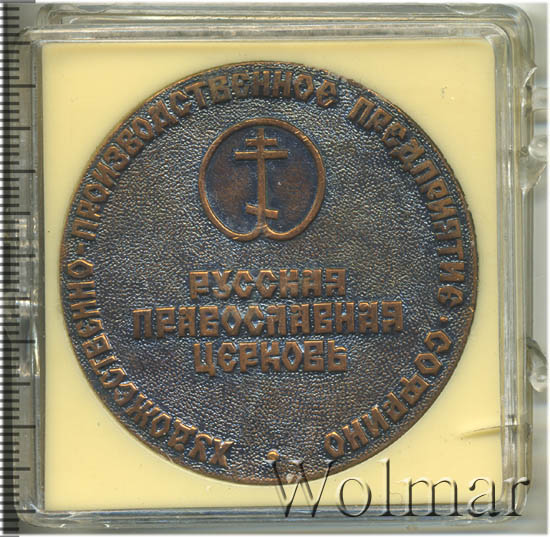 ХУДОЖЕСТВЕННО-ПРОИЗВОДСТВЕННОЕ ПРЕДПРИЯТИЕ · СОФРИНО ·
РУССКАЯ
ПРАВОСЛАВНАЯ
ЦЕРКОВЬ
Wolmar